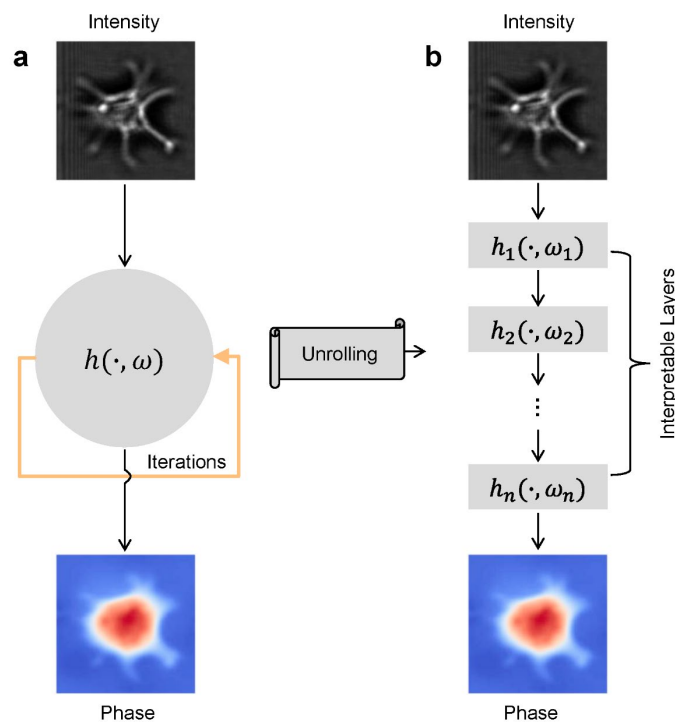 a
Intensity
h(·, ω)
Iterations
Phase
Unrolling
b
Intensity
h₁(·, ω₁)
h₂(·, ω₂)
⋮
hₙ(·, ωₙ)
Interpretable Layers
Phase